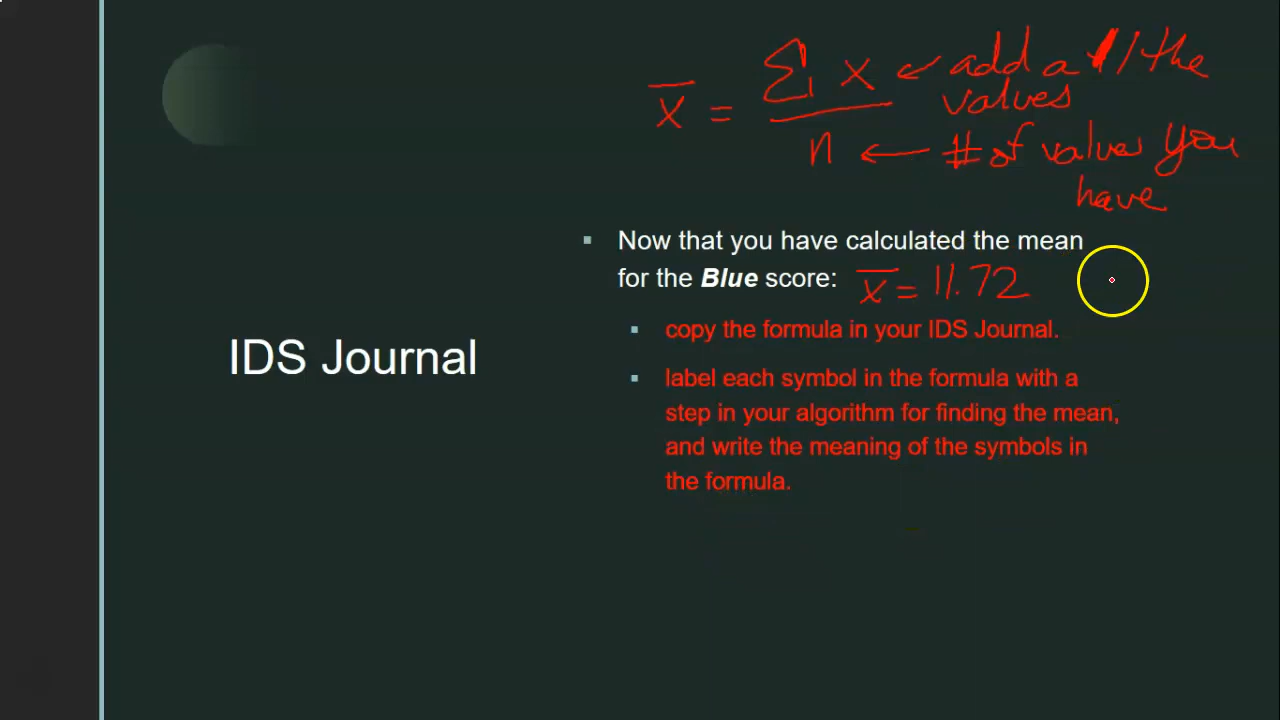 x̄ = Σ x ← add all the
values
n ← # of values you
have
Now that you have calculated the mean
for the Blue score: x̄ = 11.72
copy the formula in your IDS Journal.
IDS Journal
label each symbol in the formula with a
step in your algorithm for finding the mean,
and write the meaning of the symbols in
the formula.